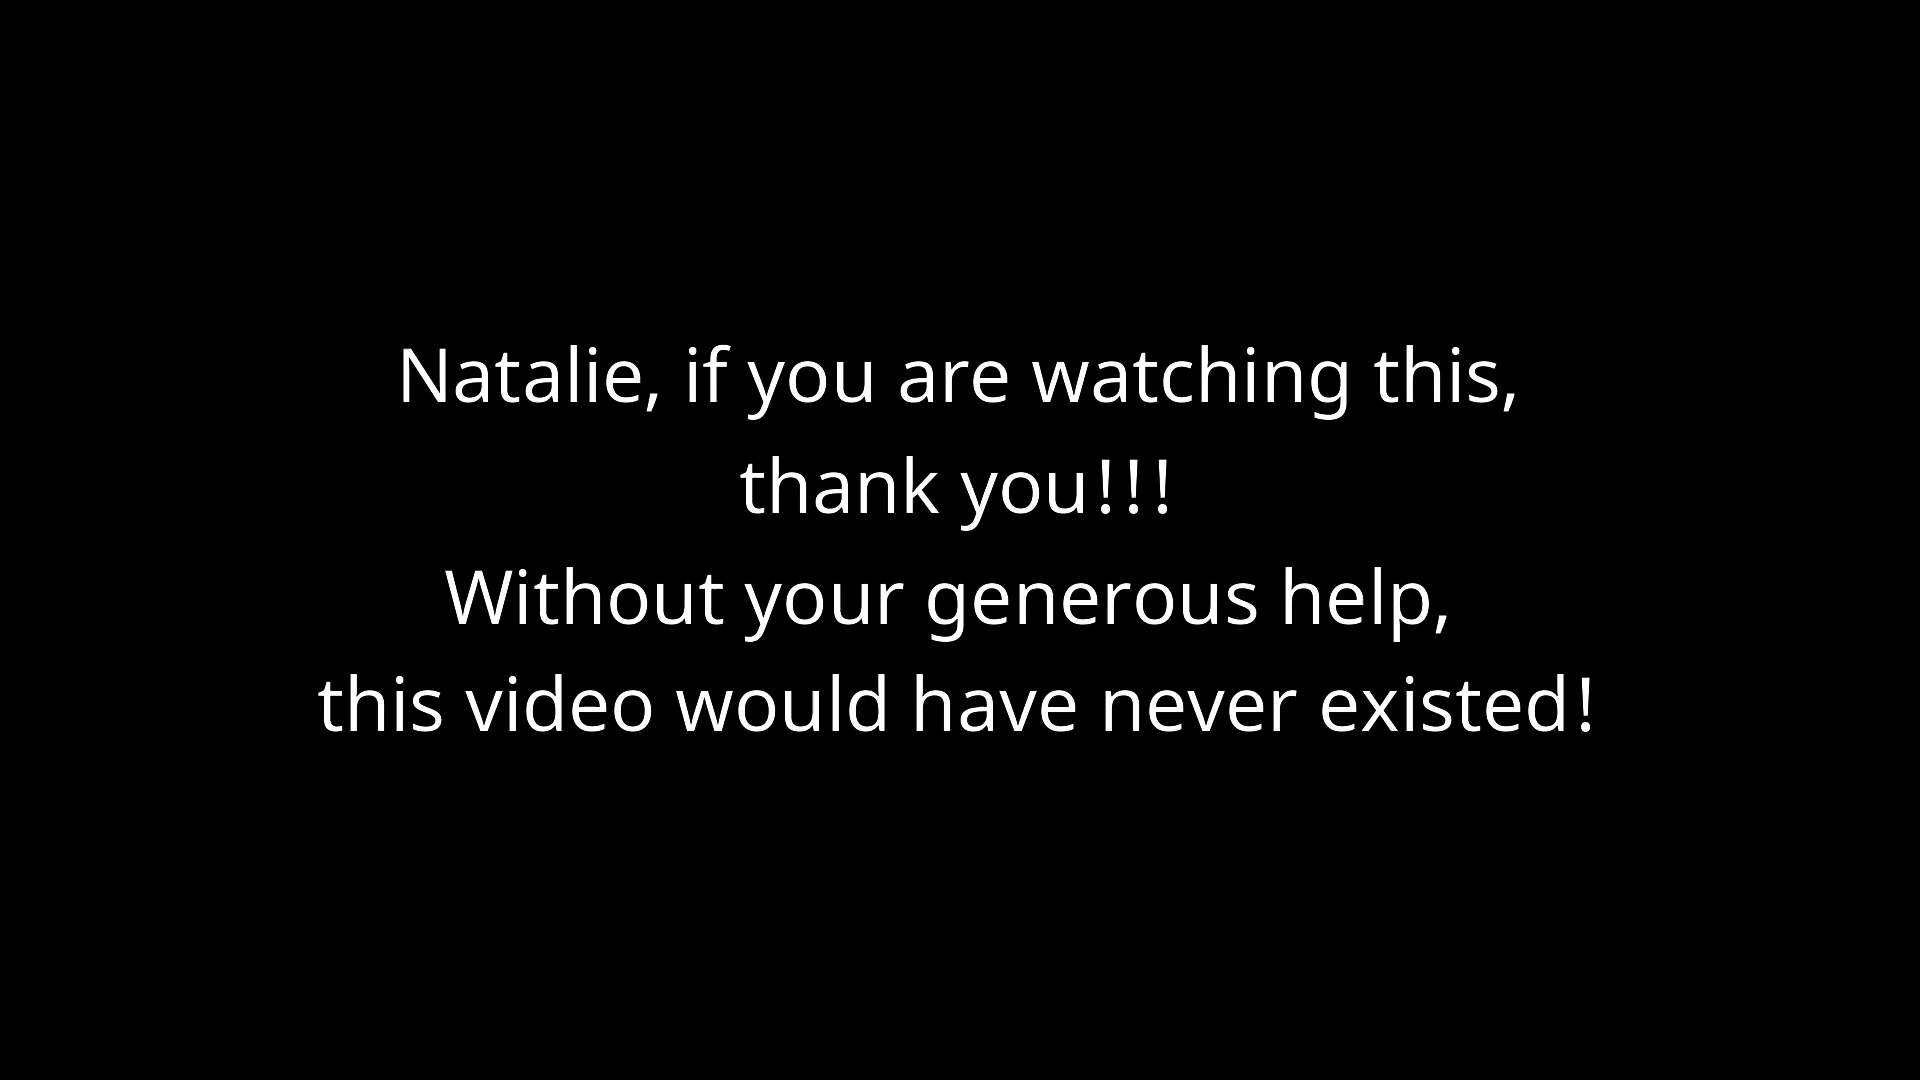 Natalie, if you are watching this,
thank you!!!
Without your generous help,
this video would have never existed!